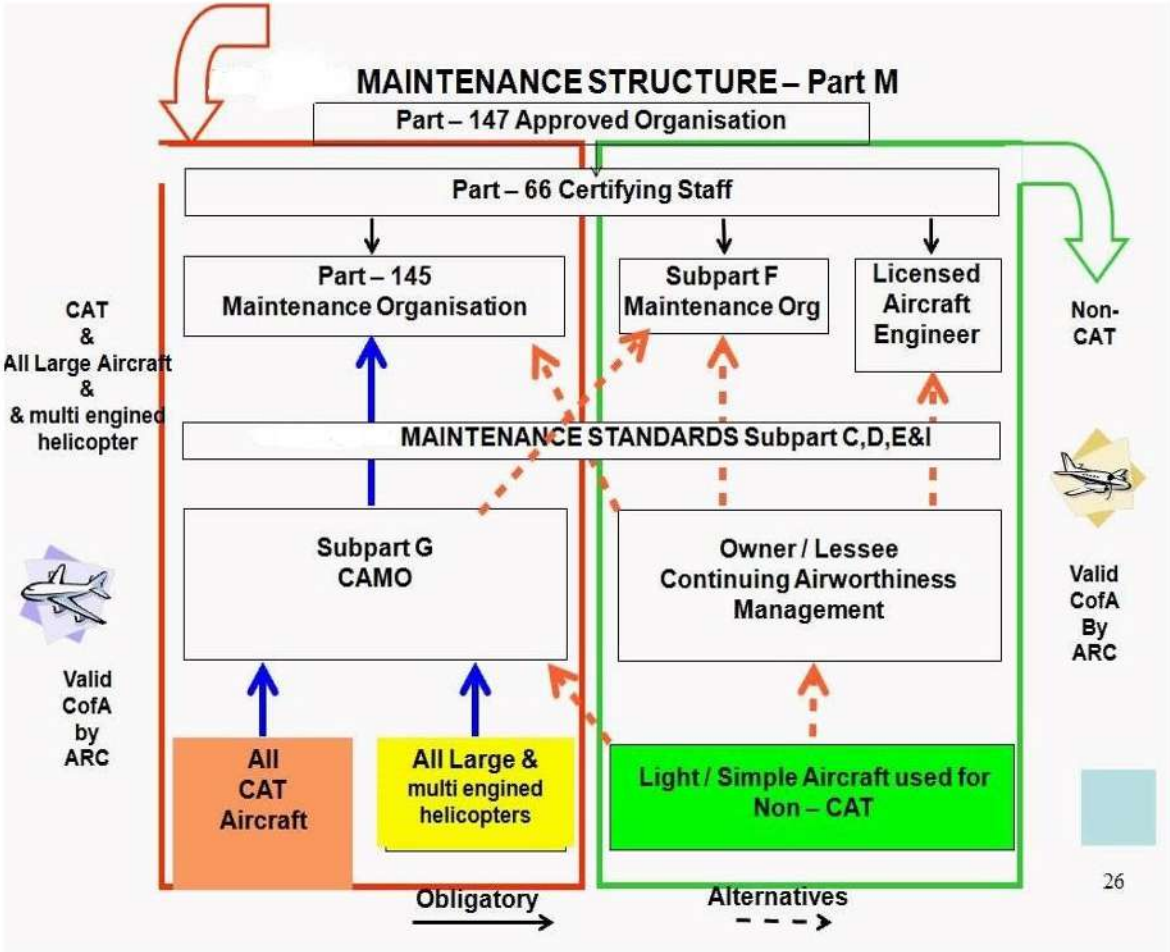 MAINTENANCE STRUCTURE – Part M
Part – 147 Approved Organisation
Part – 66 Certifying Staff
Part – 145
Maintenance Organisation
Subpart F
Maintenance Org
Licensed
Aircraft
Engineer
CAT
&
All Large Aircraft
&
& multi engined
helicopter
Non-
CAT
MAINTENANCE STANDARDS Subpart C,D,E&I
Subpart G
CAMO
Owner / Lessee
Continuing Airworthiness
Management
Valid
CofA
by
ARC
Valid
CofA
By
ARC
All
CAT
Aircraft
All Large &
multi engined
helicopters
Light / Simple Aircraft used for
Non – CAT
Obligatory
Alternatives
26